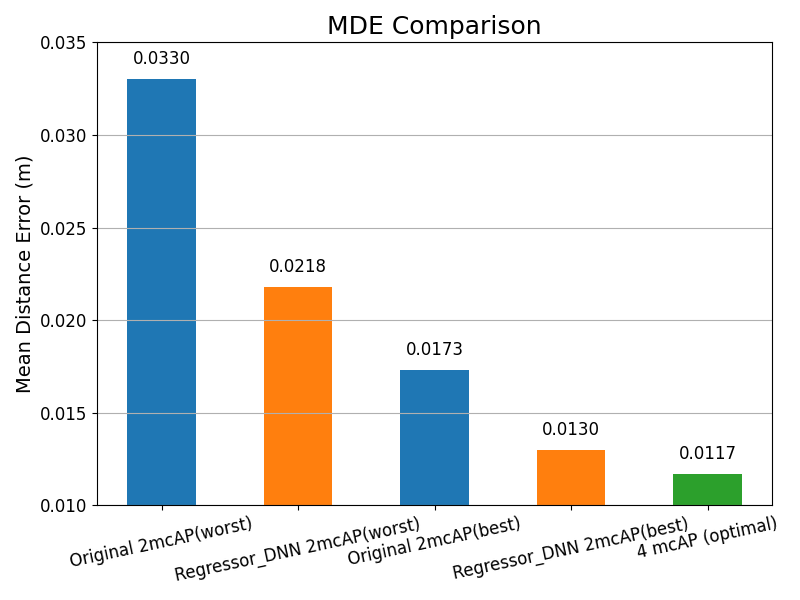 MDE Comparison
Mean Distance Error (m)
0.035
0.030
0.025
0.020
0.015
0.010
0.0330
0.0218
0.0173
0.0130
0.0117
Original 2mcAP(worst)
Regressor_DNN 2mcAP(worst)
Original 2mcAP(best)
Regressor_DNN 2mcAP(best)
4 mcAP (optimal)